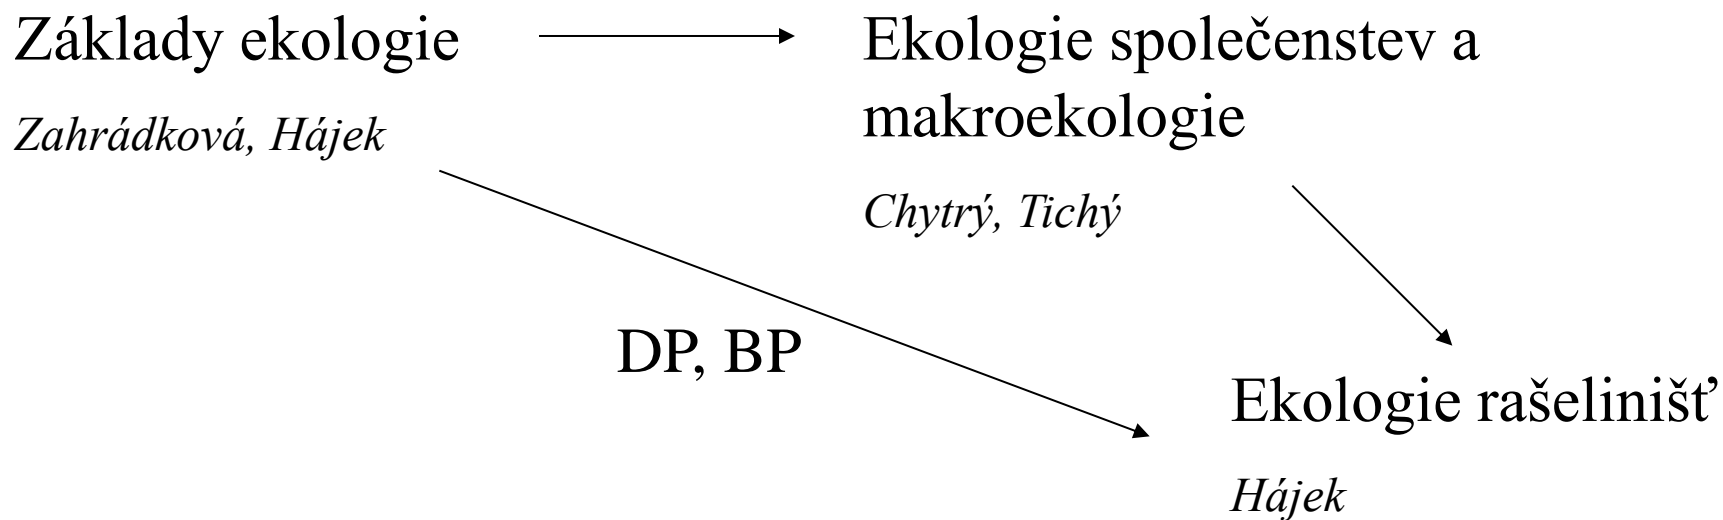 Základy ekologie
Zahrádková, Hájek
Ekologie společenstev a
makroekologie
Chytrý, Tichý
DP, BP
Ekologie rašelinišť
Hájek